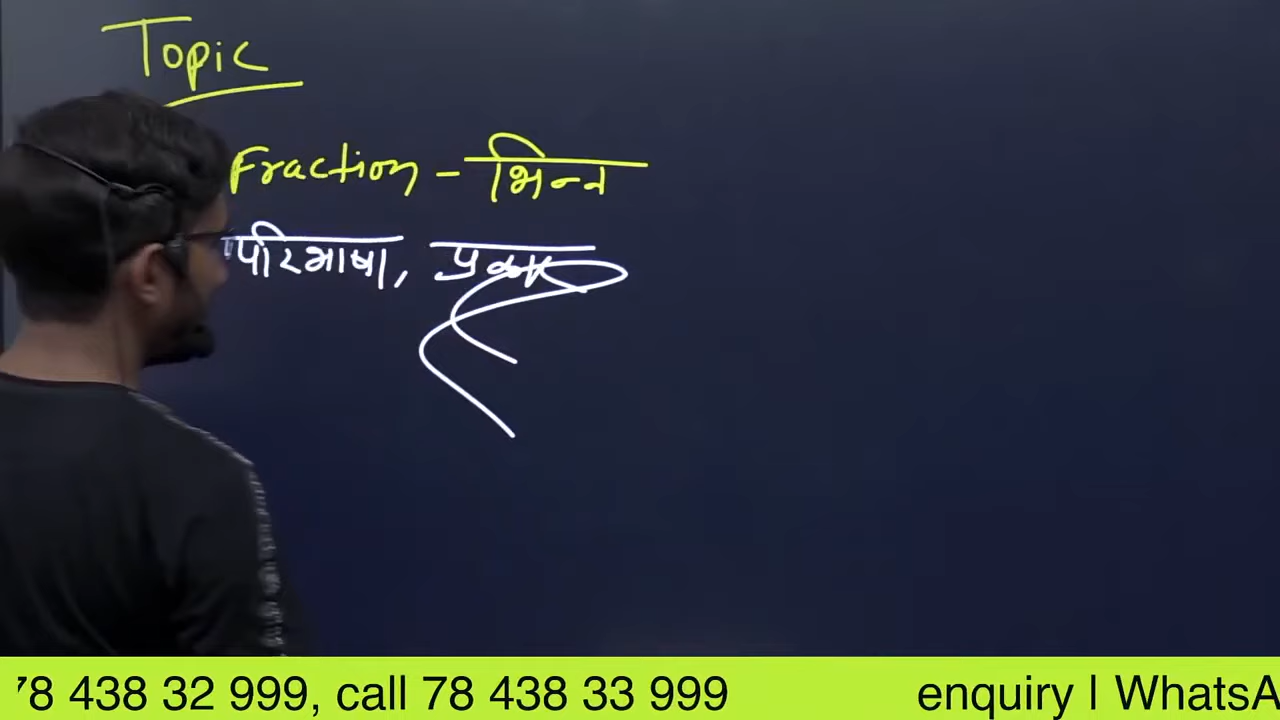 Topic
Fraction - भिन्न
परिभाषा, प्रकार
78 438 32 999, call 78 438 33 999 enquiry | WhatsA